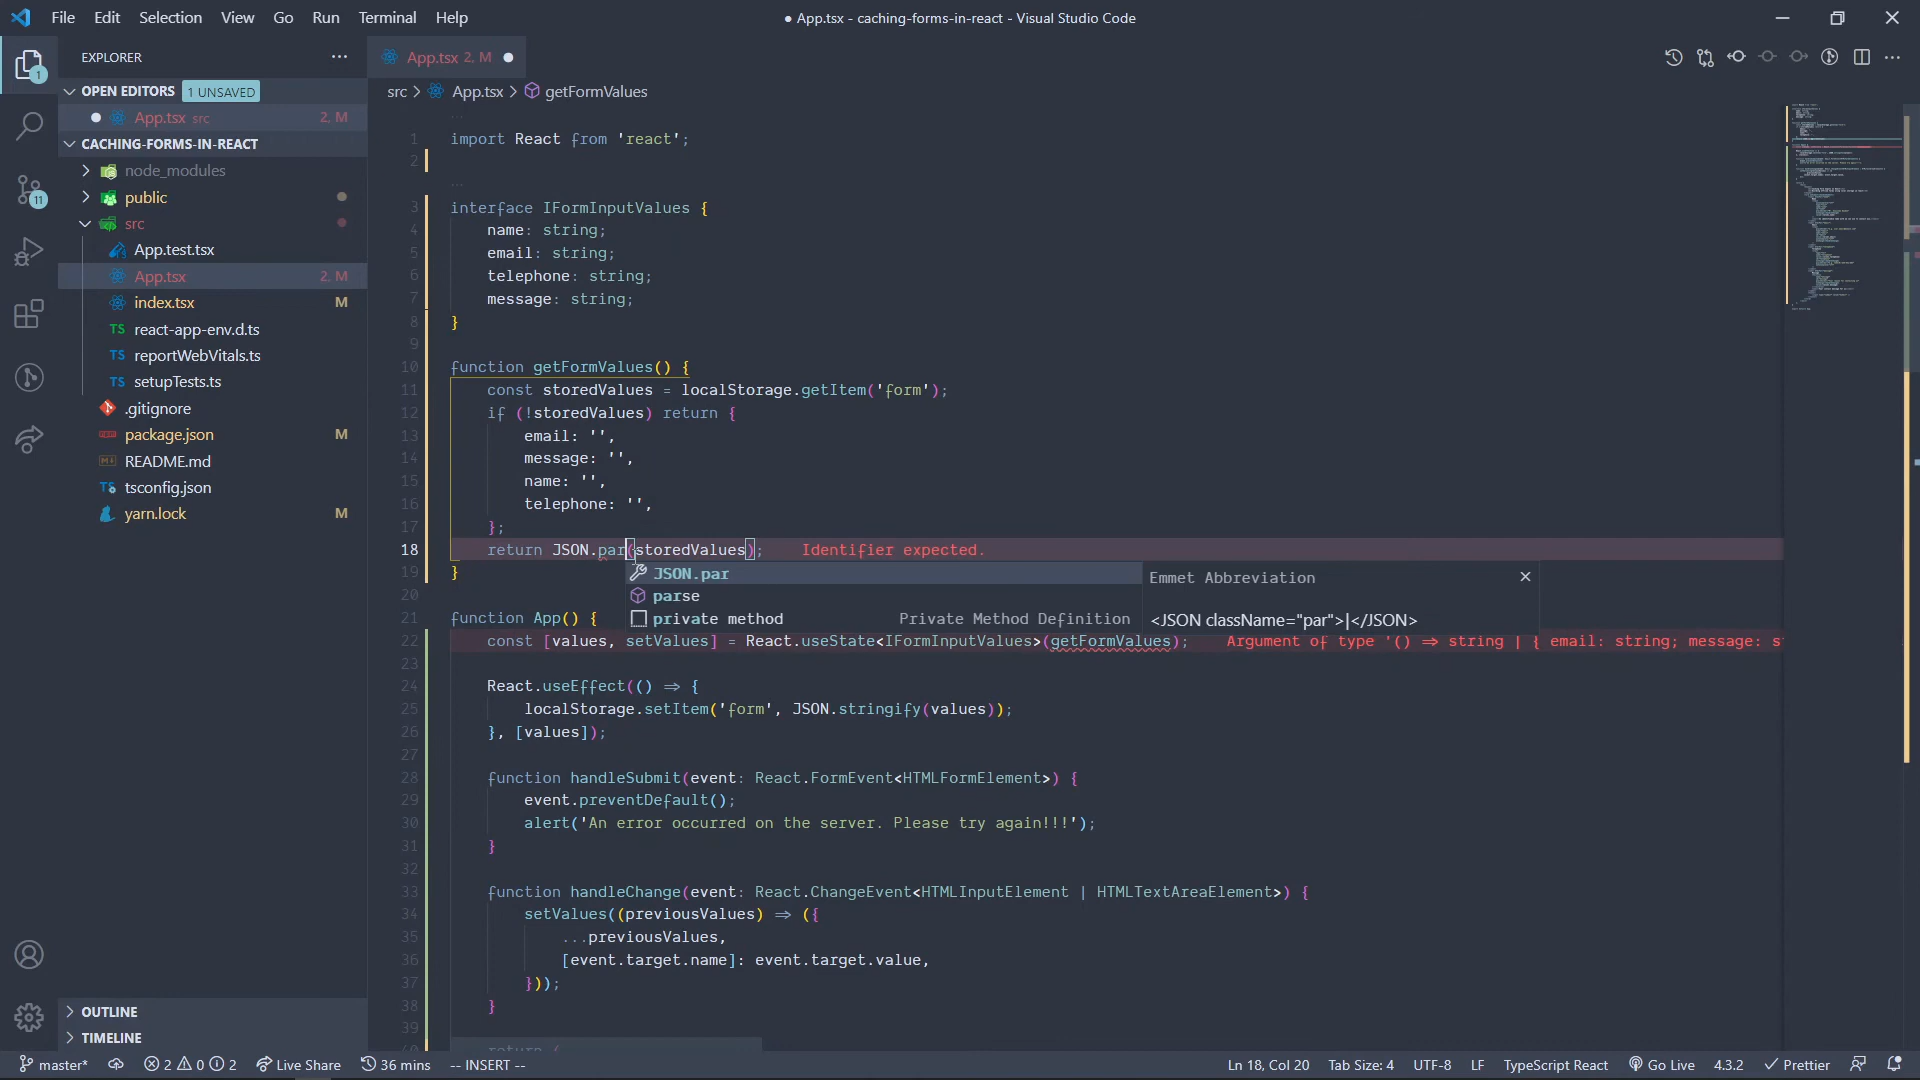 File Edit Selection View Go Run Terminal Help
● App.tsx - caching-forms-in-react - Visual Studio Code
EXPLORER
OPEN EDITORS 1 UNSAVED
App.tsx src 2, M
CACHING-FORMS-IN-REACT
node_modules
public
src
App.test.tsx
App.tsx 2, M
index.tsx M
TS react-app-env.d.ts
TS reportWebVitals.ts
TS setupTests.ts
.gitignore
package.json M
README.md
tsconfig.json
yarn.lock M
OUTLINE
TIMELINE
1
11
App.tsx 2, M
src > App.tsx > getFormValues
1 import React from 'react';
2
3 interface IFormInputValues {
4 name: string;
5 email: string;
6 telephone: string;
7 message: string;
8 }
9
10 function getFormValues() {
11 const storedValues = localStorage.getItem('form');
12 if (!storedValues) return {
13 email: '',
14 message: '',
15 name: '',
16 telephone: '',
17 };
18 return JSON.par(storedValues); Identifier expected.
19 }
JSON.par
parse
private method Private Method Definition
Emmet Abbreviation
<JSON className="par">|</JSON>
20
21 function App() {
22 const [values, setValues] = React.useState<IFormInputValues>(getFormValues); Argument of type '() ⇒ string | { email: string; message: s
23
24 React.useEffect(() ⇒ {
25 localStorage.setItem('form', JSON.stringify(values));
26 }, [values]);
27
28 function handleSubmit(event: React.FormEvent<HTMLFormElement>) {
29 event.preventDefault();
30 alert('An error occurred on the server. Please try again!!!');
31 }
32
33 function handleChange(event: React.ChangeEvent<HTMLInputElement | HTMLTextAreaElement>) {
34 setValues((previousValues) ⇒ ({
35 ...previousValues,
36 [event.target.name]: event.target.value,
37 }));
38 }
39
40 return (
master* 2 0 2 Live Share 36 mins -- INSERT -- Ln 18, Col 20 Tab Size: 4 UTF-8 LF TypeScript React Go Live 4.3.2 Prettier